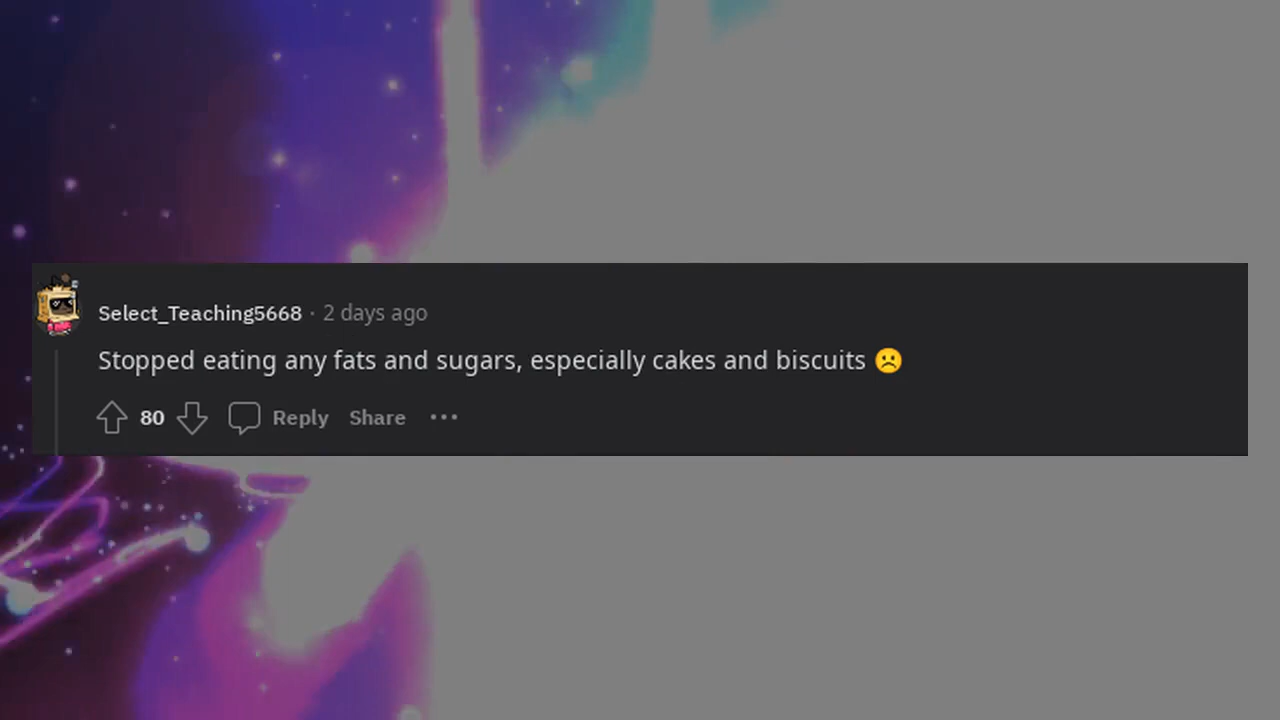 Select_Teaching5668 · 2 days ago
Stopped eating any fats and sugars, especially cakes and biscuits ☹️
80 Reply Share ···